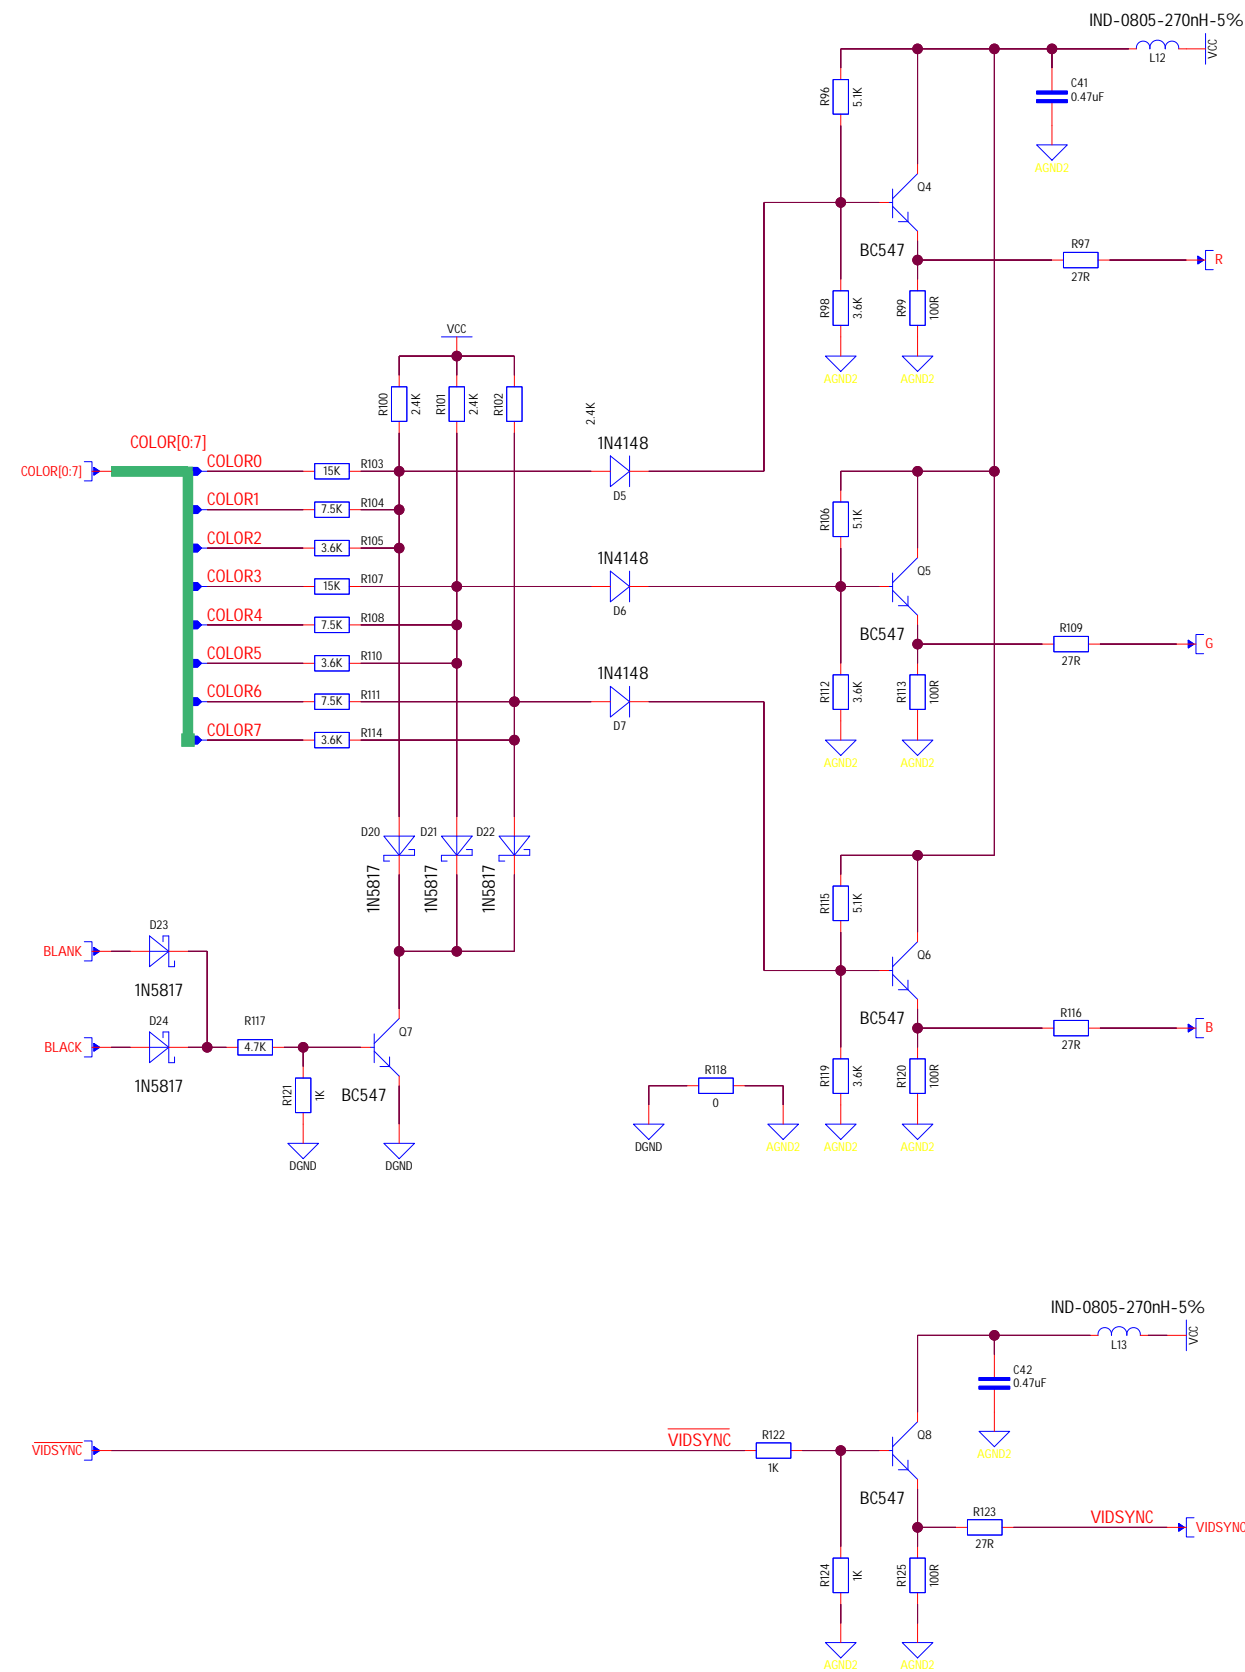 IND-0805-270nH-5%
VCC
L12
C41
0.47uF
AGND2
R96
5.1K
Q4
BC547
R97
27R
R
R98
3.6K
R99
100R
AGND2
AGND2
VCC
R100
2.4K
R101
2.4K
R102
2.4K
COLOR[0:7]
COLOR[0:7]
COLOR0
15K
R103
1N4148
D5
COLOR1
7.5K
R104
COLOR2
3.6K
R105
COLOR3
15K
R107
1N4148
D6
COLOR4
7.5K
R108
COLOR5
3.6K
R110
COLOR6
7.5K
R111
1N4148
D7
COLOR7
3.6K
R114
R106
5.1K
Q5
BC547
R109
27R
G
R112
3.6K
R113
100R
AGND2
AGND2
D20
1N5817
D21
1N5817
D22
1N5817
R115
5.1K
Q6
BC547
R116
27R
B
R119
3.6K
R120
100R
AGND2
AGND2
BLANK
D23
1N5817
BLACK
D24
1N5817
R117
4.7K
Q7
BC547
R121
1K
DGND
DGND
R118
0
DGND
AGND2
IND-0805-270nH-5%
VCC
L13
C42
0.47uF
AGND2
VIDSYNC
VIDSYNC
R122
1K
Q8
BC547
R123
27R
VIDSYNC
VIDSYNC
R124
1K
R125
100R
AGND2
AGND2